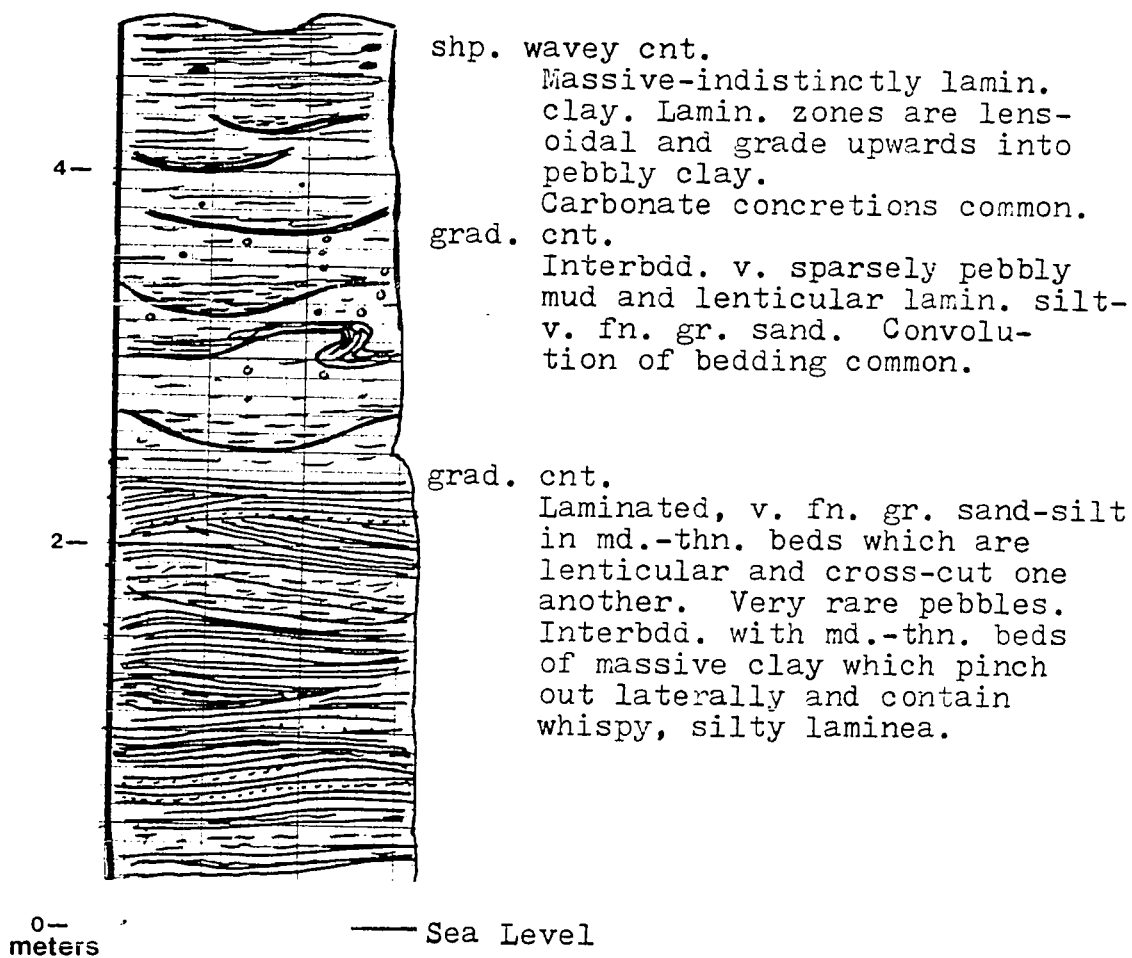 shp. wavey cnt.
Massive-indistinctly lamin.
clay. Lamin. zones are lens-
oidal and grade upwards into
pebbly clay.
Carbonate concretions common.
4—
grad. cnt.
Interbdd. v. sparsely pebbly
mud and lenticular lamin. silt-
v. fn. gr. sand. Convolu-
tion of bedding common.
grad. cnt.
Laminated, v. fn. gr. sand-silt
in md.-thn. beds which are
lenticular and cross-cut one
another. Very rare pebbles.
Interbdd. with md.-thn. beds
of massive clay which pinch
out laterally and contain
whispy, silty laminea.
2—
0—
meters
Sea Level